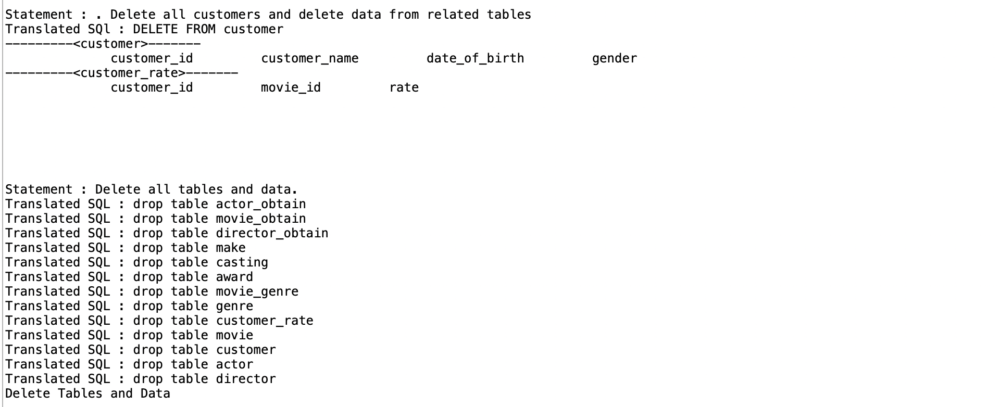 Statement : . Delete all customers and delete data from related tables
Translated SQl : DELETE FROM customer
---------<customer>-------
customer_id customer_name date_of_birth gender
---------<customer_rate>-------
customer_id movie_id rate
Statement : Delete all tables and data.
Translated SQL : drop table actor_obtain
Translated SQL : drop table movie_obtain
Translated SQL : drop table director_obtain
Translated SQL : drop table make
Translated SQL : drop table casting
Translated SQL : drop table award
Translated SQL : drop table movie_genre
Translated SQL : drop table genre
Translated SQL : drop table customer_rate
Translated SQL : drop table movie
Translated SQL : drop table customer
Translated SQL : drop table actor
Translated SQL : drop table director
Delete Tables and Data